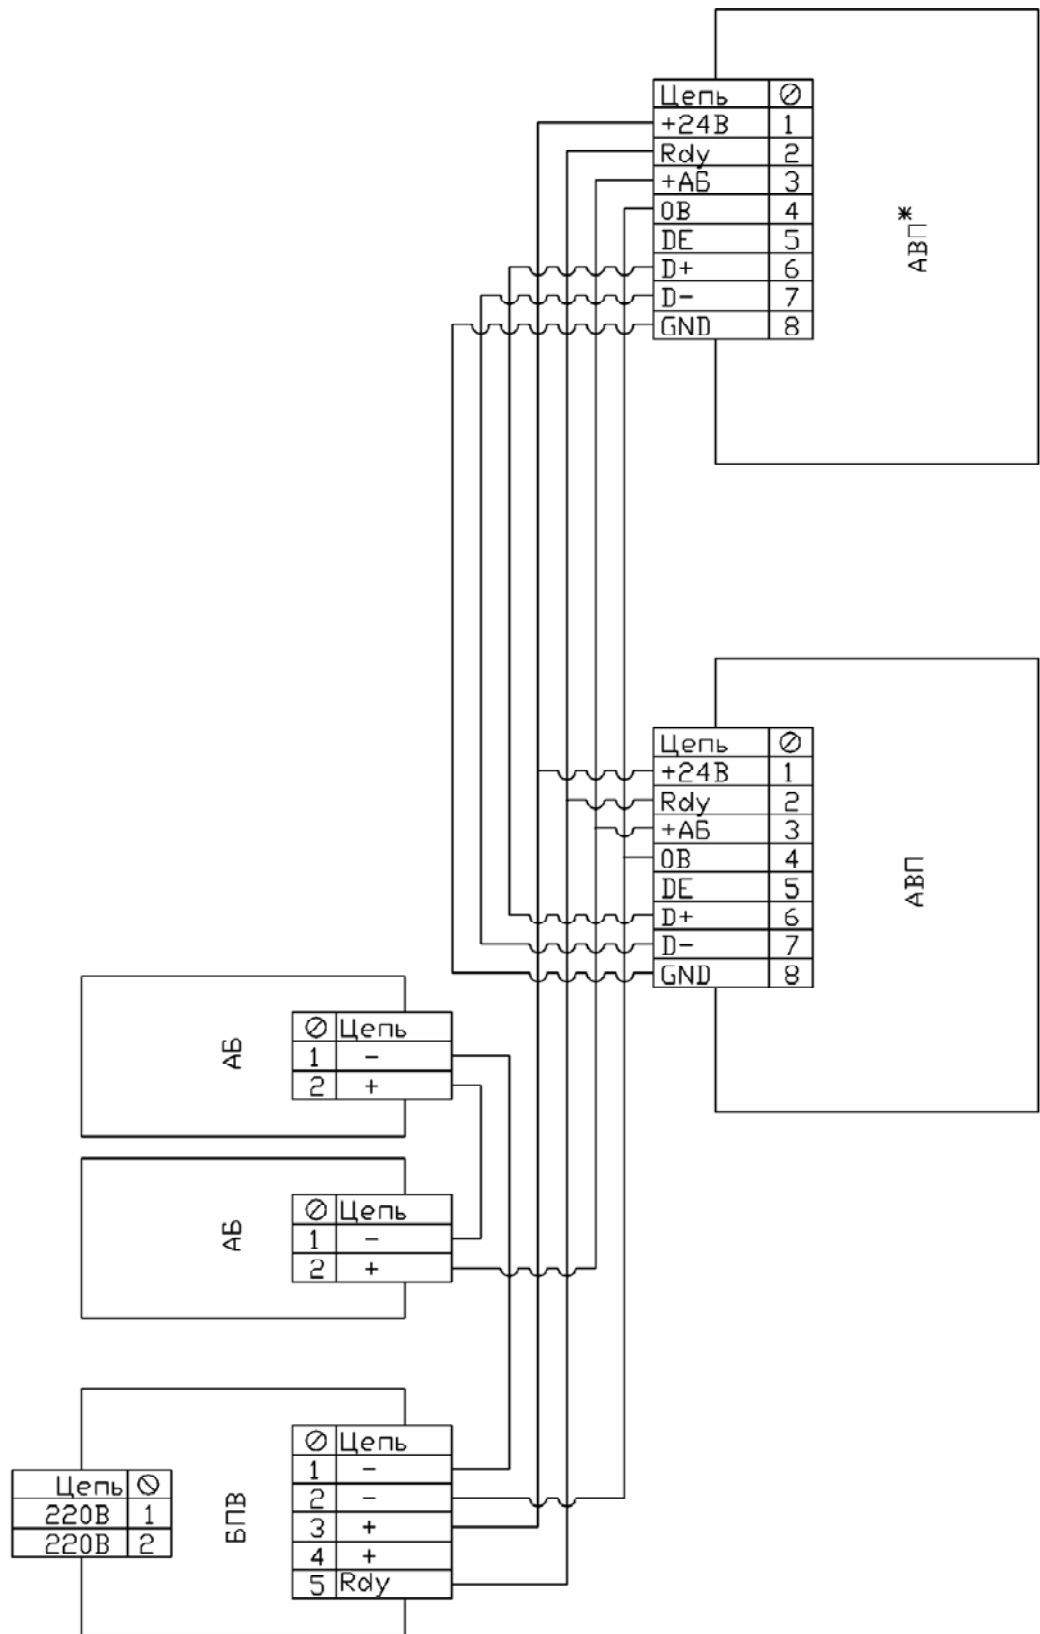 Цепь ⊘
+24В 1
Rdy 2
+АБ 3
0В 4
DE 5
D+ 6
D- 7
GND 8
АВП*
Цепь ⊘
+24В 1
Rdy 2
+АБ 3
0В 4
DE 5
D+ 6
D- 7
GND 8
АВП
АБ
⊘ Цепь
1 -
2 +
АБ
⊘ Цепь
1 -
2 +
Цепь ⊘
220В 1
220В 2
БПВ
⊘ Цепь
1 -
2 -
3 +
4 +
5 Rdy